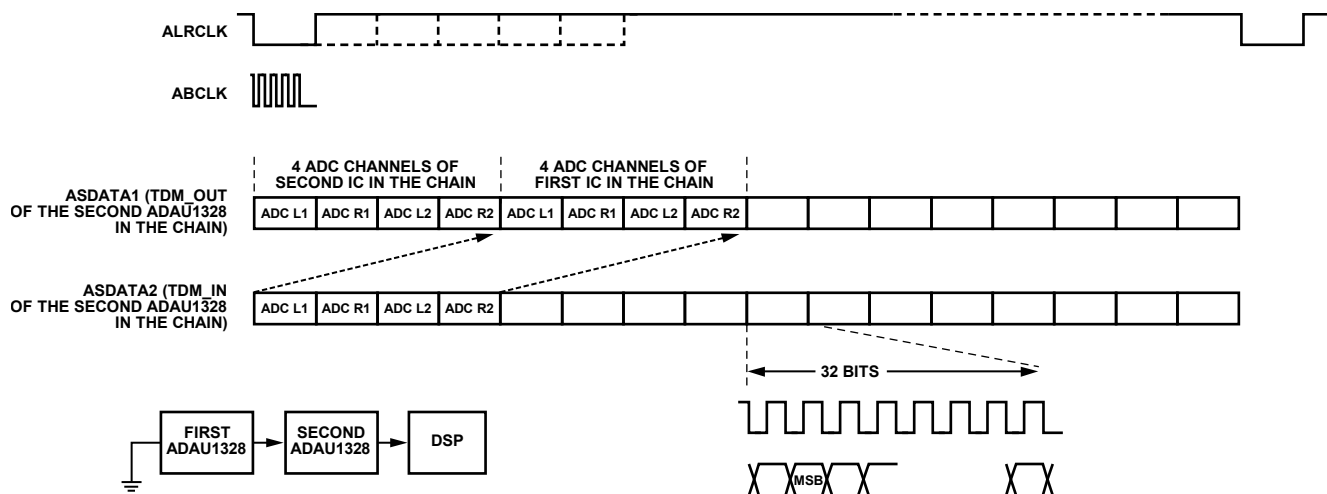 ALRCLK
ABCLK
4 ADC CHANNELS OF
SECOND IC IN THE CHAIN
4 ADC CHANNELS OF
FIRST IC IN THE CHAIN
ASDATA1 (TDM_OUT
OF THE SECOND ADAU1328
IN THE CHAIN)
ADC L1 ADC R1 ADC L2 ADC R2 ADC L1 ADC R1 ADC L2 ADC R2
ASDATA2 (TDM_IN
OF THE SECOND ADAU1328
IN THE CHAIN)
ADC L1 ADC R1 ADC L2 ADC R2
32 BITS
FIRST
ADAU1328
SECOND
ADAU1328
DSP
MSB